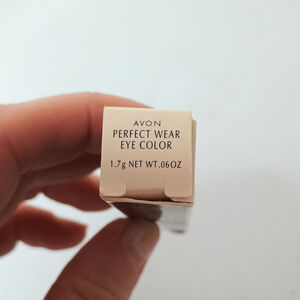 AVON
PERFECT WEAR
EYE COLOR
1.7g NET WT.06OZ